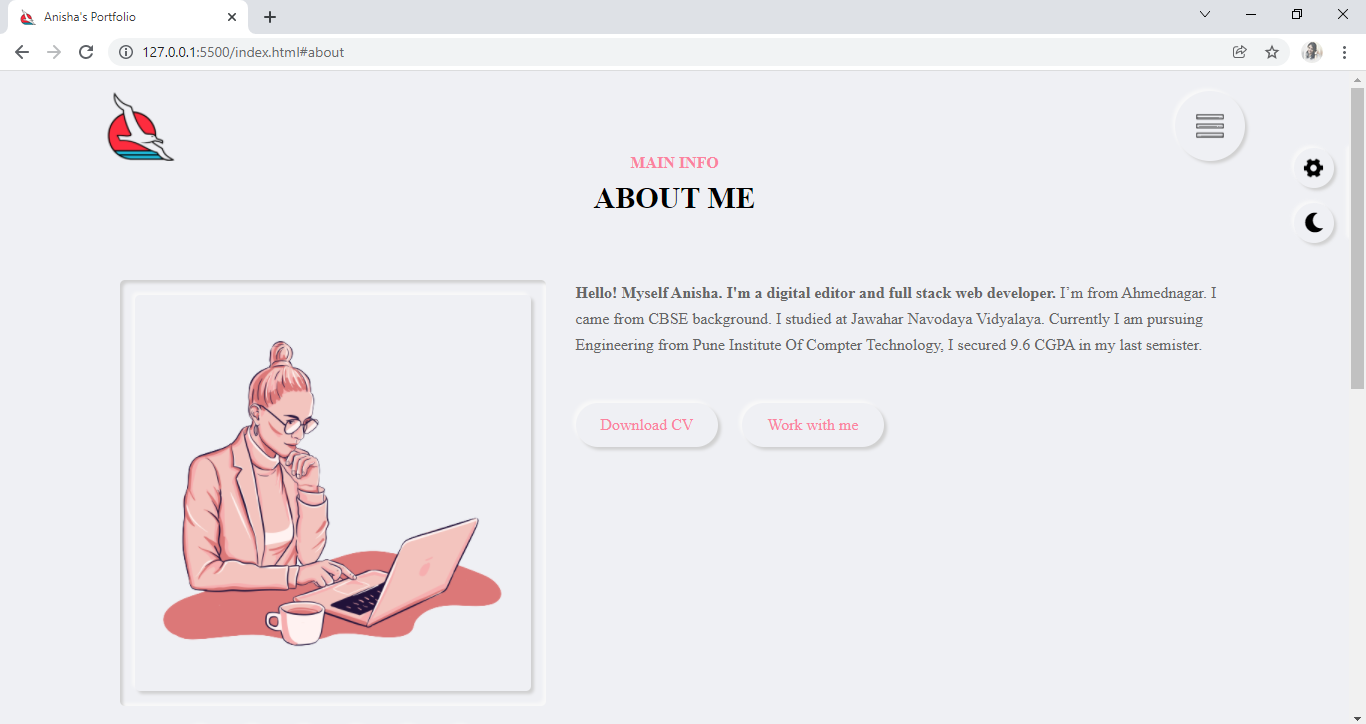 Anisha's Portfolio
127.0.0.1:5500/index.html#about
MAIN INFO
ABOUT ME
Hello! Myself Anisha. I'm a digital editor and full stack web developer. I’m from Ahmednagar. I
came from CBSE background. I studied at Jawahar Navodaya Vidyalaya. Currently I am pursuing
Engineering from Pune Institute Of Compter Technology, I secured 9.6 CGPA in my last semister.
Download CV
Work with me